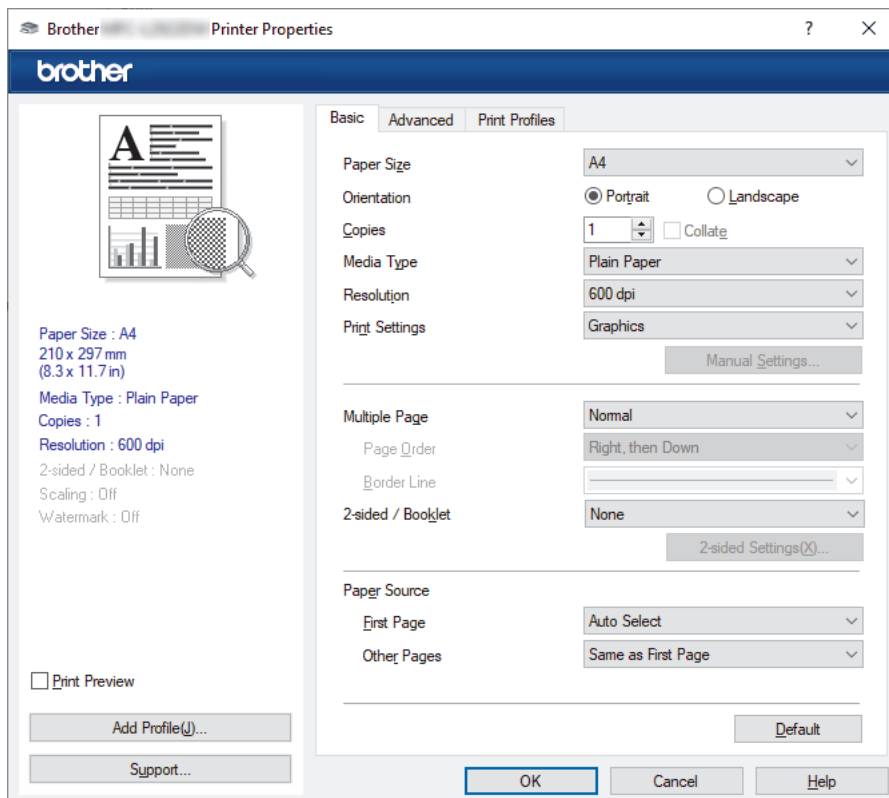 Brother Printer Properties
brother
A
Paper Size : A4
210 x 297 mm
(8.3 x 11.7 in)
Media Type : Plain Paper
Copies : 1
Resolution : 600 dpi
2-sided / Booklet : None
Scaling : Off
Watermark : Off
Print Preview
Add Profile(J)...
Support...
Basic Advanced Print Profiles
Paper Size A4
Orientation Portrait Landscape
Copies 1 Collate
Media Type Plain Paper
Resolution 600 dpi
Print Settings Graphics
Manual Settings...
Multiple Page Normal
Page Order Right, then Down
Border Line
2-sided / Booklet None
2-sided Settings(X)...
Paper Source
First Page Auto Select
Other Pages Same as First Page
Default
OK Cancel Help